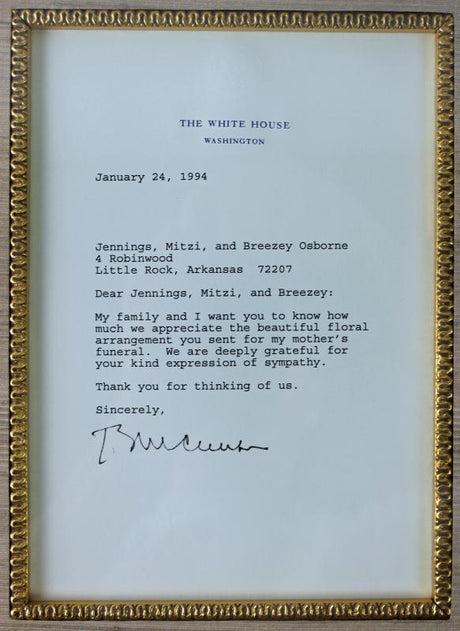 THE WHITE HOUSE
WASHINGTON
January 24, 1994
Jennings, Mitzi, and Breezey Osborne
4 Robinwood
Little Rock, Arkansas 72207
Dear Jennings, Mitzi, and Breezey:
My family and I want you to know how
much we appreciate the beautiful floral
arrangement you sent for my mother's
funeral. We are deeply grateful for
your kind expression of sympathy.
Thank you for thinking of us.
Sincerely,